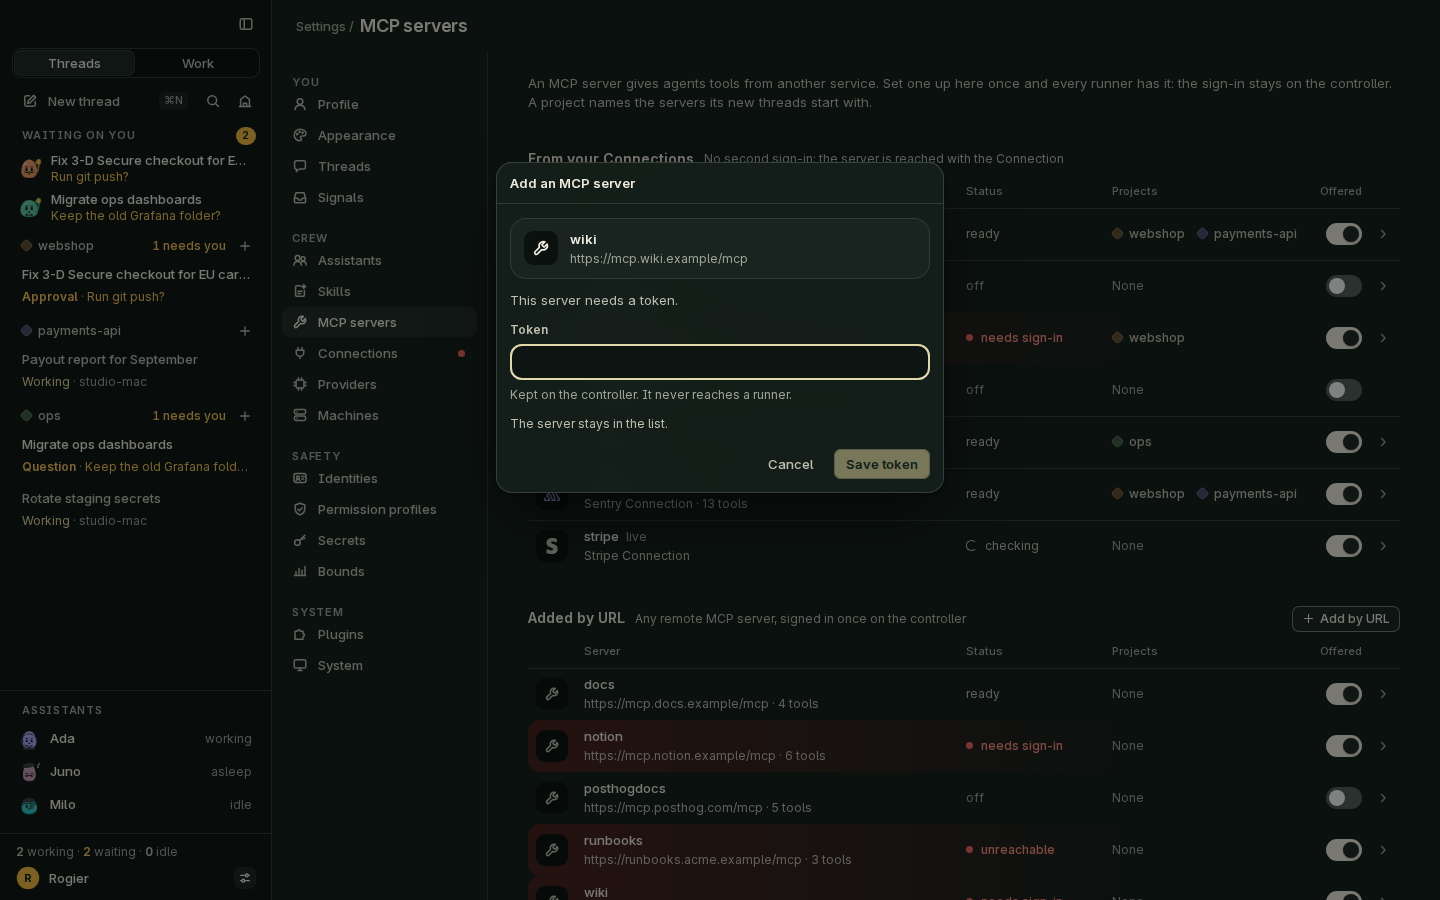 Threads
Work
New thread
⌘N
WAITING ON YOU
2
Fix 3-D Secure checkout for E...
Run git push?
Migrate ops dashboards
Keep the old Grafana folder?
webshop
1 needs you
Fix 3-D Secure checkout for EU car...
Approval · Run git push?
payments-api
Payout report for September
Working · studio-mac
ops
1 needs you
Migrate ops dashboards
Question · Keep the old Grafana fold...
Rotate staging secrets
Working · studio-mac
ASSISTANTS
Ada
working
Juno
asleep
Milo
idle
2 working · 2 waiting · 0 idle
R
Rogier
Settings / MCP servers
YOU
Profile
Appearance
Threads
Signals
CREW
Assistants
Skills
MCP servers
Connections
Providers
Machines
SAFETY
Identities
Permission profiles
Secrets
Bounds
SYSTEM
Plugins
System
An MCP server gives agents tools from another service. Set one up here once and every runner has it: the sign-in stays on the controller.
A project names the servers its new threads start with.
From your Connections No second sign-in: the server is reached with the Connection
Status Projects Offered
ready webshop payments-api
off None
needs sign-in webshop
off None
ready ops
ready webshop payments-api
Sentry Connection · 13 tools
stripe live
Stripe Connection
checking None
Add an MCP server
wiki
https://mcp.wiki.example/mcp
This server needs a token.
Token
Kept on the controller. It never reaches a runner.
The server stays in the list.
Cancel
Save token
Added by URL Any remote MCP server, signed in once on the controller
Add by URL
Server Status Projects Offered
docs
https://mcp.docs.example/mcp · 4 tools
ready None
notion
https://mcp.notion.example/mcp · 6 tools
needs sign-in None
posthogdocs
https://mcp.posthog.com/mcp · 5 tools
off None
runbooks
https://runbooks.acme.example/mcp · 3 tools
unreachable None
wiki
needs sign-in None